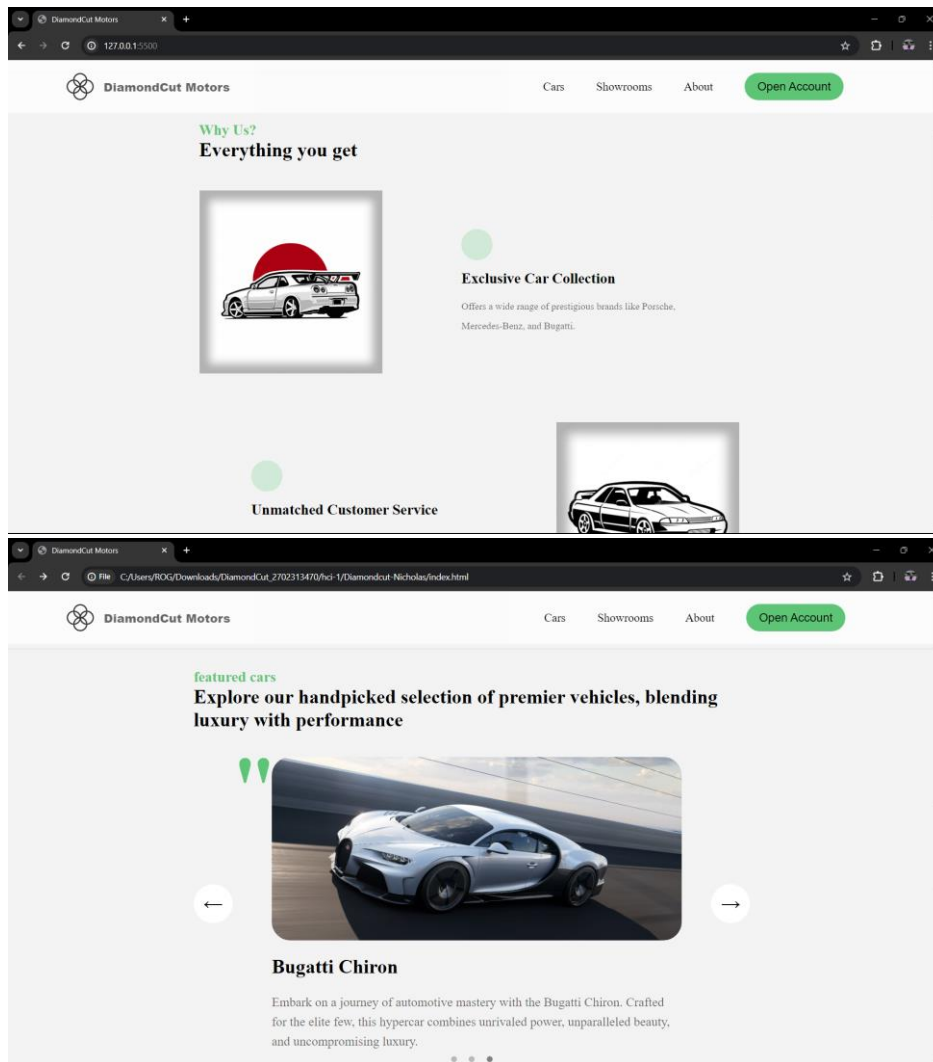 DiamondCut Motors
127.0.0.1:5500
DiamondCut Motors
Cars
Showrooms
About
Open Account
Why Us?
Everything you get
Exclusive Car Collection
Offers a wide range of prestigious brands like Porsche,
Mercedes-Benz, and Bugatti.
Unmatched Customer Service
DiamondCut Motors
File C:/Users/ROG/Downloads/DiamondCut_2702313470/hci-1/Diamondcut-Nicholas/index.html
DiamondCut Motors
Cars
Showrooms
About
Open Account
featured cars
Explore our handpicked selection of premier vehicles, blending
luxury with performance
"
Bugatti Chiron
Embark on a journey of automotive mastery with the Bugatti Chiron. Crafted
for the elite few, this hypercar combines unrivaled power, unparalleled beauty,
and uncompromising luxury.